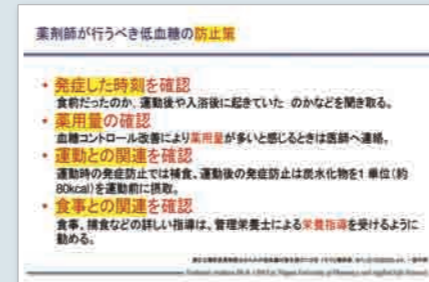 薬剤師が行うべき低血糖の防止策
• 発症した時刻を確認
食前だったのか、運動後や入浴後に起きていた のかなどを聞き取る。
• 薬用量の確認
血糖コントロール改善により薬用量が多いと感じるときは医師へ連絡。
• 運動との関連を確認
運動時の発症防止では補食、運動後の発症防止は炭水化物を1 単位(約
80kcal)を運動前に摂取。
• 食事との関連を確認
食事、捕食などの詳しい指導は、管理栄養士による栄養指導を受けるように
勧める。